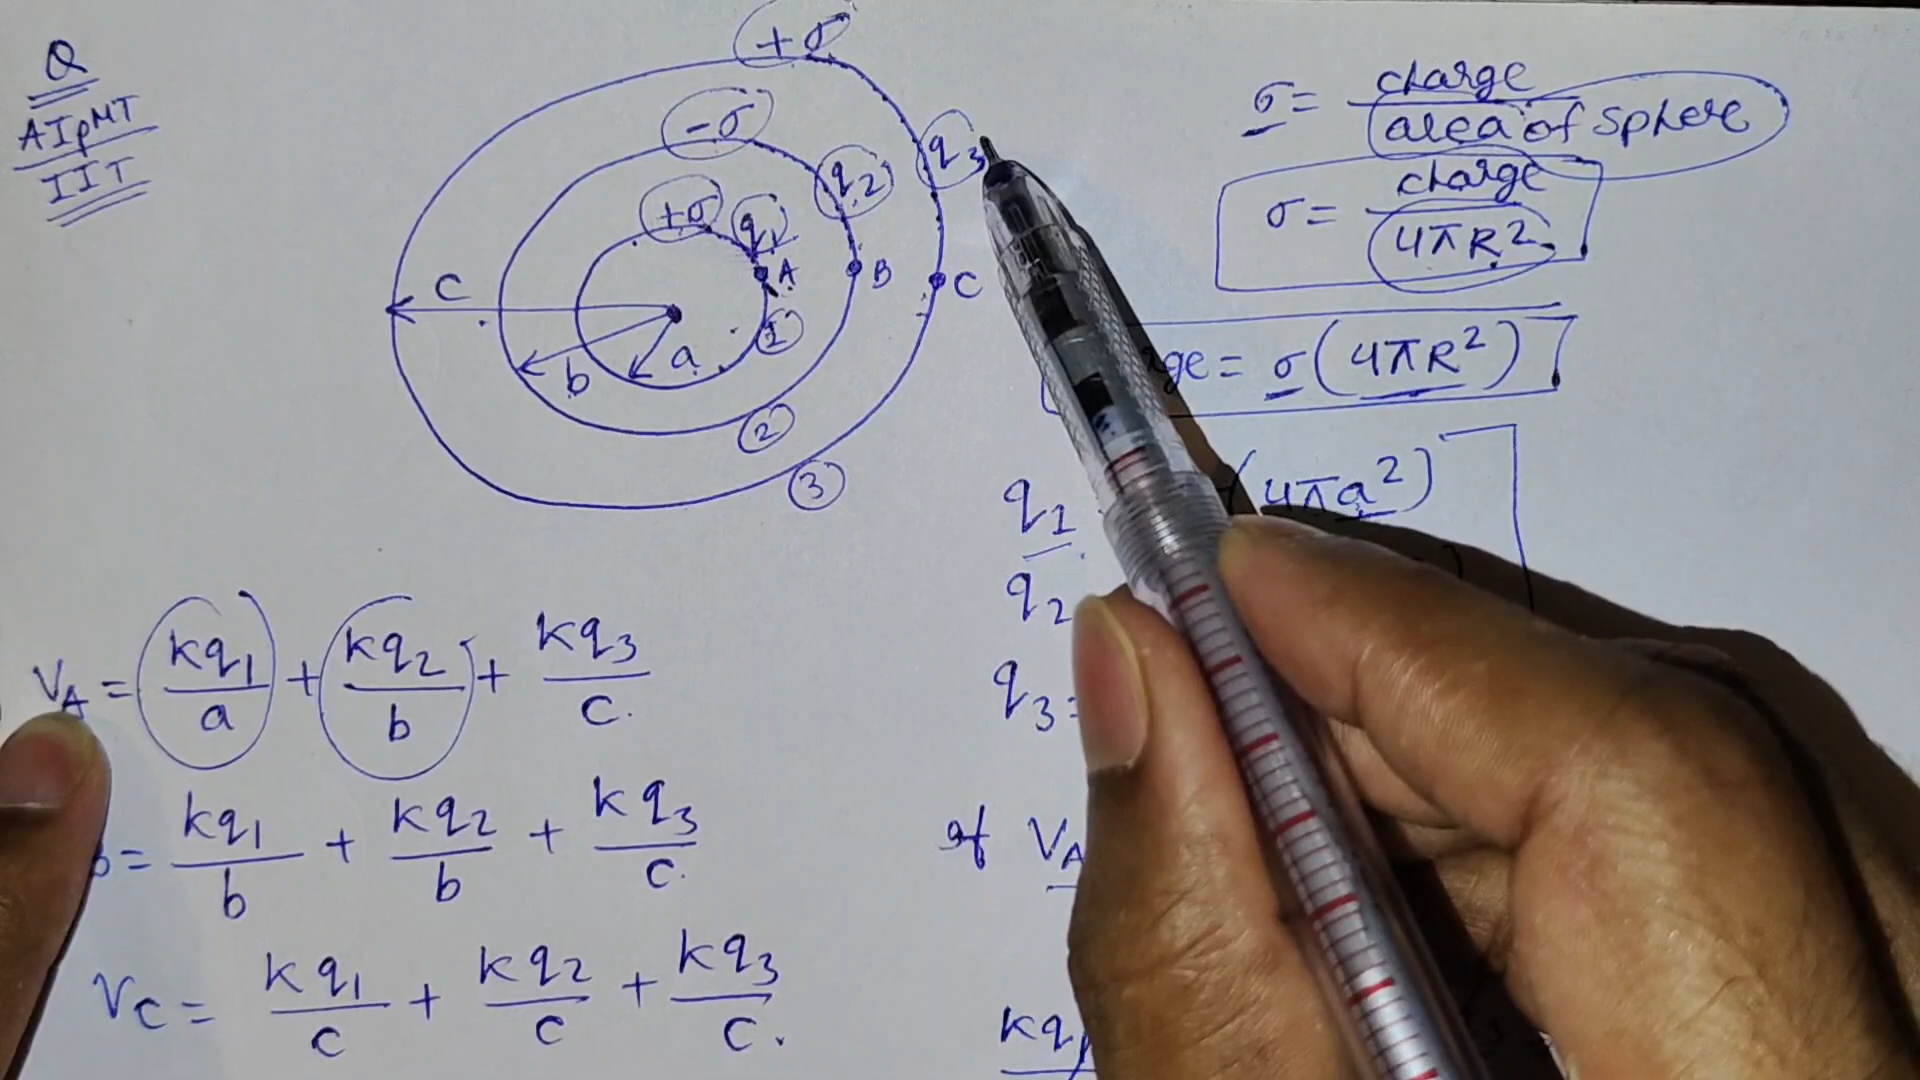 Q
AIPMT
IIT
+σ
-σ
+σ
q1
q2
q3
A
B
C
c
b
a
1
2
3
σ = charge / area of sphere
σ = charge / 4πR²
ge = σ(4πR²)
q1 (4πa²)
q2
q3 =
VA = kq1/a + kq2/b + kq3/c.
= kq1/b + kq2/b + kq3/c.
VC = kq1/c + kq2/c + kq3/c.
of VA
kq1